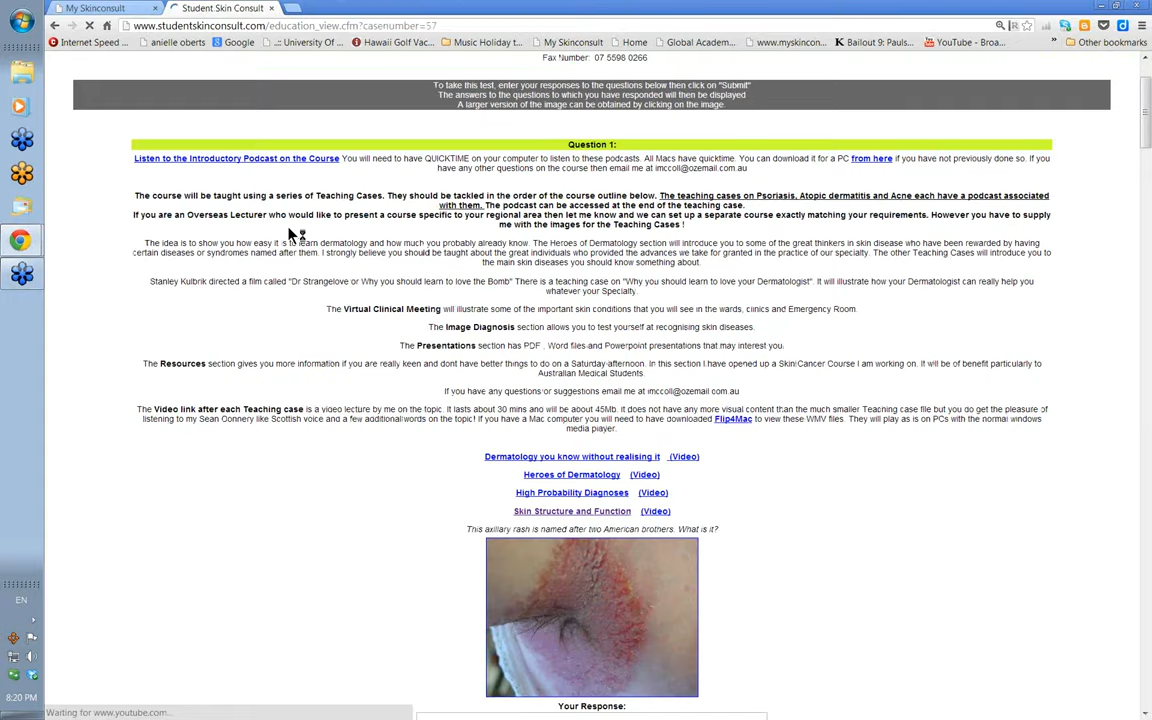 My Skinconsult
Student.Skin Consult
www.studentskinconsult.com/education_view.cfm?casenumber=57
Internet Speed ... anielle oberts Google ..:: University Of ... Hawaii Golf Vac... Music Holiday t... My Skinconsult Home Global Academ... www.myskincon... Bailout 9: Pauls... YouTube - Broa... » Other bookmarks
Fax Number: 07 5598 0266
To take this test, enter your responses to the questions below then click on "Submit"
The answers to the questions to which you have responded will then be displayed
A larger version of the image can be obtained by clicking on the image.
Question 1:
Listen to the Introductory Podcast on the Course You will need to have QUICKTIME on your computer to listen to these podcasts. All Macs have quicktime. You can download it for a PC from here if you have not previously done so. If you
have any other questions on the course then email me at imccoll@ozemail.com.au
The course will be taught using a series of Teaching Cases. They should be tackled in the order of the course outline below. The teaching cases on Psoriasis, Atopic dermatitis and Acne each have a podcast associated
with them. The podcast can be accessed at the end of the teaching case.
If you are an Overseas Lecturer who would like to present a course specific to your regional area then let me know and we can set up a separate course exactly matching your requirements. However you have to supply
me with the images for the Teaching Cases !
The idea is to show you how easy it is to learn dermatology and how much you probably already know. The Heroes of Dermatology section will introduce you to some of the great thinkers in skin disease who have been rewarded by having
certain diseases or syndromes named after them. I strongly believe you should be taught about the great individuals who provided the advances we take for granted in the practice of our specialty. The other Teaching Cases will introduce you to
the main skin diseases you should know something about.
Stanley Kulbrik directed a film called "Dr Strangelove or Why you should learn to love the Bomb" There is a teaching case on "Why you should learn to love your Dermatologist". It will illustrate how your Dermatologist can really help you
whatever your Specialty.
The Virtual Clinical Meeting will illustrate some of the important skin conditions that you will see in the wards, clinics and Emergency Room.
The Image Diagnosis section allows you to test yourself at recognising skin diseases.
The Presentations section has PDF , Word files and Powerpoint presentations that may interest you.
The Resources section gives you more information if you are really keen and dont have better things to do on a Saturday afternoon. In this section I have opened up a Skin Cancer Course I am working on. It will be of benefit particularly to
Australian Medical Students.
If you have any questions or suggestions email me at imccoll@ozemail.com.au
The Video link after each Teaching case is a video lecture by me on the topic. It lasts about 30 mins and will be about 45Mb. It does not have any more visual content than the much smaller Teaching case file but you do get the pleasure of
listening to my Sean Connery like Scottish voice and a few additional words on the topic! If you have a Mac computer you will need to have downloaded Flip4Mac to view these WMV files. They will play as is on PCs with the normal windows
media player.
Dermatology you know without realising it (Video)
Heroes of Dermatology (Video)
High Probability Diagnoses (Video)
Skin Structure and Function (Video)
This axillary rash is named after two American brothers. What is it?
Your Response:
EN
8:20 PM
Waiting for www.youtube.com...